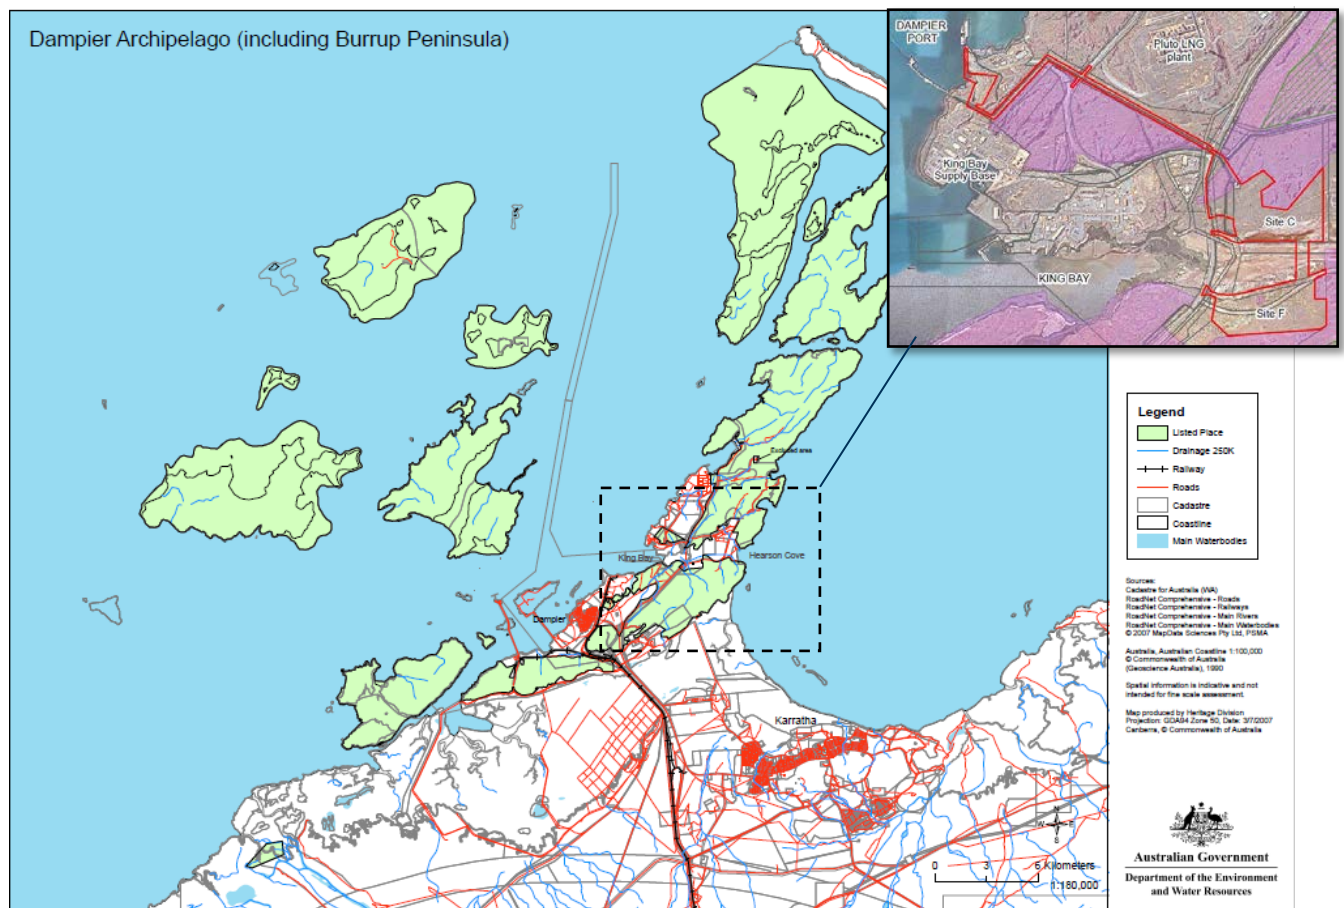 Dampier Archipelago (including Burrup Peninsula)
DAMPIER
PORT
Pluto LNG
plant
King Bay
Supply Base
Site C
KING BAY
Site F
Excluded area
King Bay
Hearson Cove
Dampier
Karratha
N
W
E
S
0 3 6 Kilometers
1:180,000
Legend
Listed Place
Drainage 250K
Railway
Roads
Cadastre
Coastline
Main Waterbodies
Sources:
Cadastre for Australia (WA)
RoadNet Comprehensive - Roads
RoadNet Comprehensive - Railways
RoadNet Comprehensive - Main Rivers
RoadNet Comprehensive - Main Waterbodies
© 2007 MapData Sciences Pty Ltd, PSMA
Australia, Australian Coastline 1:100,000
© Commonwealth of Australia
(Geoscience Australia), 1990
Spatial information is indicative and not
intended for fine scale assessment.
Map produced by Heritage Division
Projection: GDA94 Zone 50, Date: 3/7/2007
Canberra, © Commonwealth of Australia
Australian Government
Department of the Environment
and Water Resources